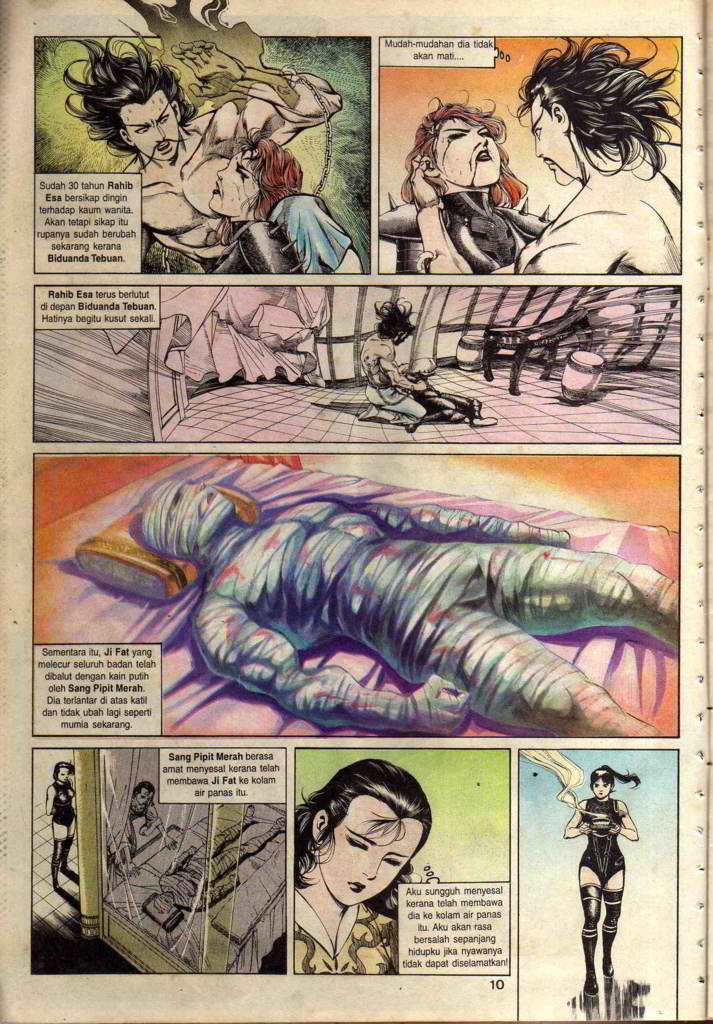 Sudah 30 tahun Rahib
Esa bersikap dingin
terhadap kaum wanita.
Akan tetapi sikap itu
rupanya sudah berubah
sekarang kerana
Biduanda Tebuan.
Mudah-mudahan dia tidak
akan mati....
Rahib Esa terus berlutut
di depan Biduanda Tebuan.
Hatinya begitu kusut sekali.
Sementara itu, Ji Fat yang
melecur seluruh badan telah
dibalut dengan kain putih
oleh Sang Pipit Merah.
Dia terlantar di atas katil
dan tidak ubah lagi seperti
mumia sekarang.
Sang Pipit Merah berasa
amat menyesal kerana telah
membawa Ji Fat ke kolam
air panas itu.
Aku sungguh menyesal
kerana telah membawa
dia ke kolam air panas
itu. Aku akan rasa
bersalah sepanjang
hidupku jika nyawanya
tidak dapat diselamatkan!
10